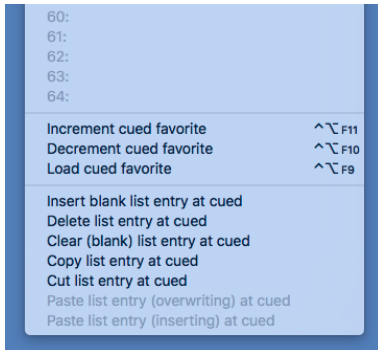 60:
61:
62:
63:
64:
Increment cued favorite ^⌥ F11
Decrement cued favorite ^⌥ F10
Load cued favorite ^⌥ F9
Insert blank list entry at cued
Delete list entry at cued
Clear (blank) list entry at cued
Copy list entry at cued
Cut list entry at cued
Paste list entry (overwriting) at cued
Paste list entry (inserting) at cued